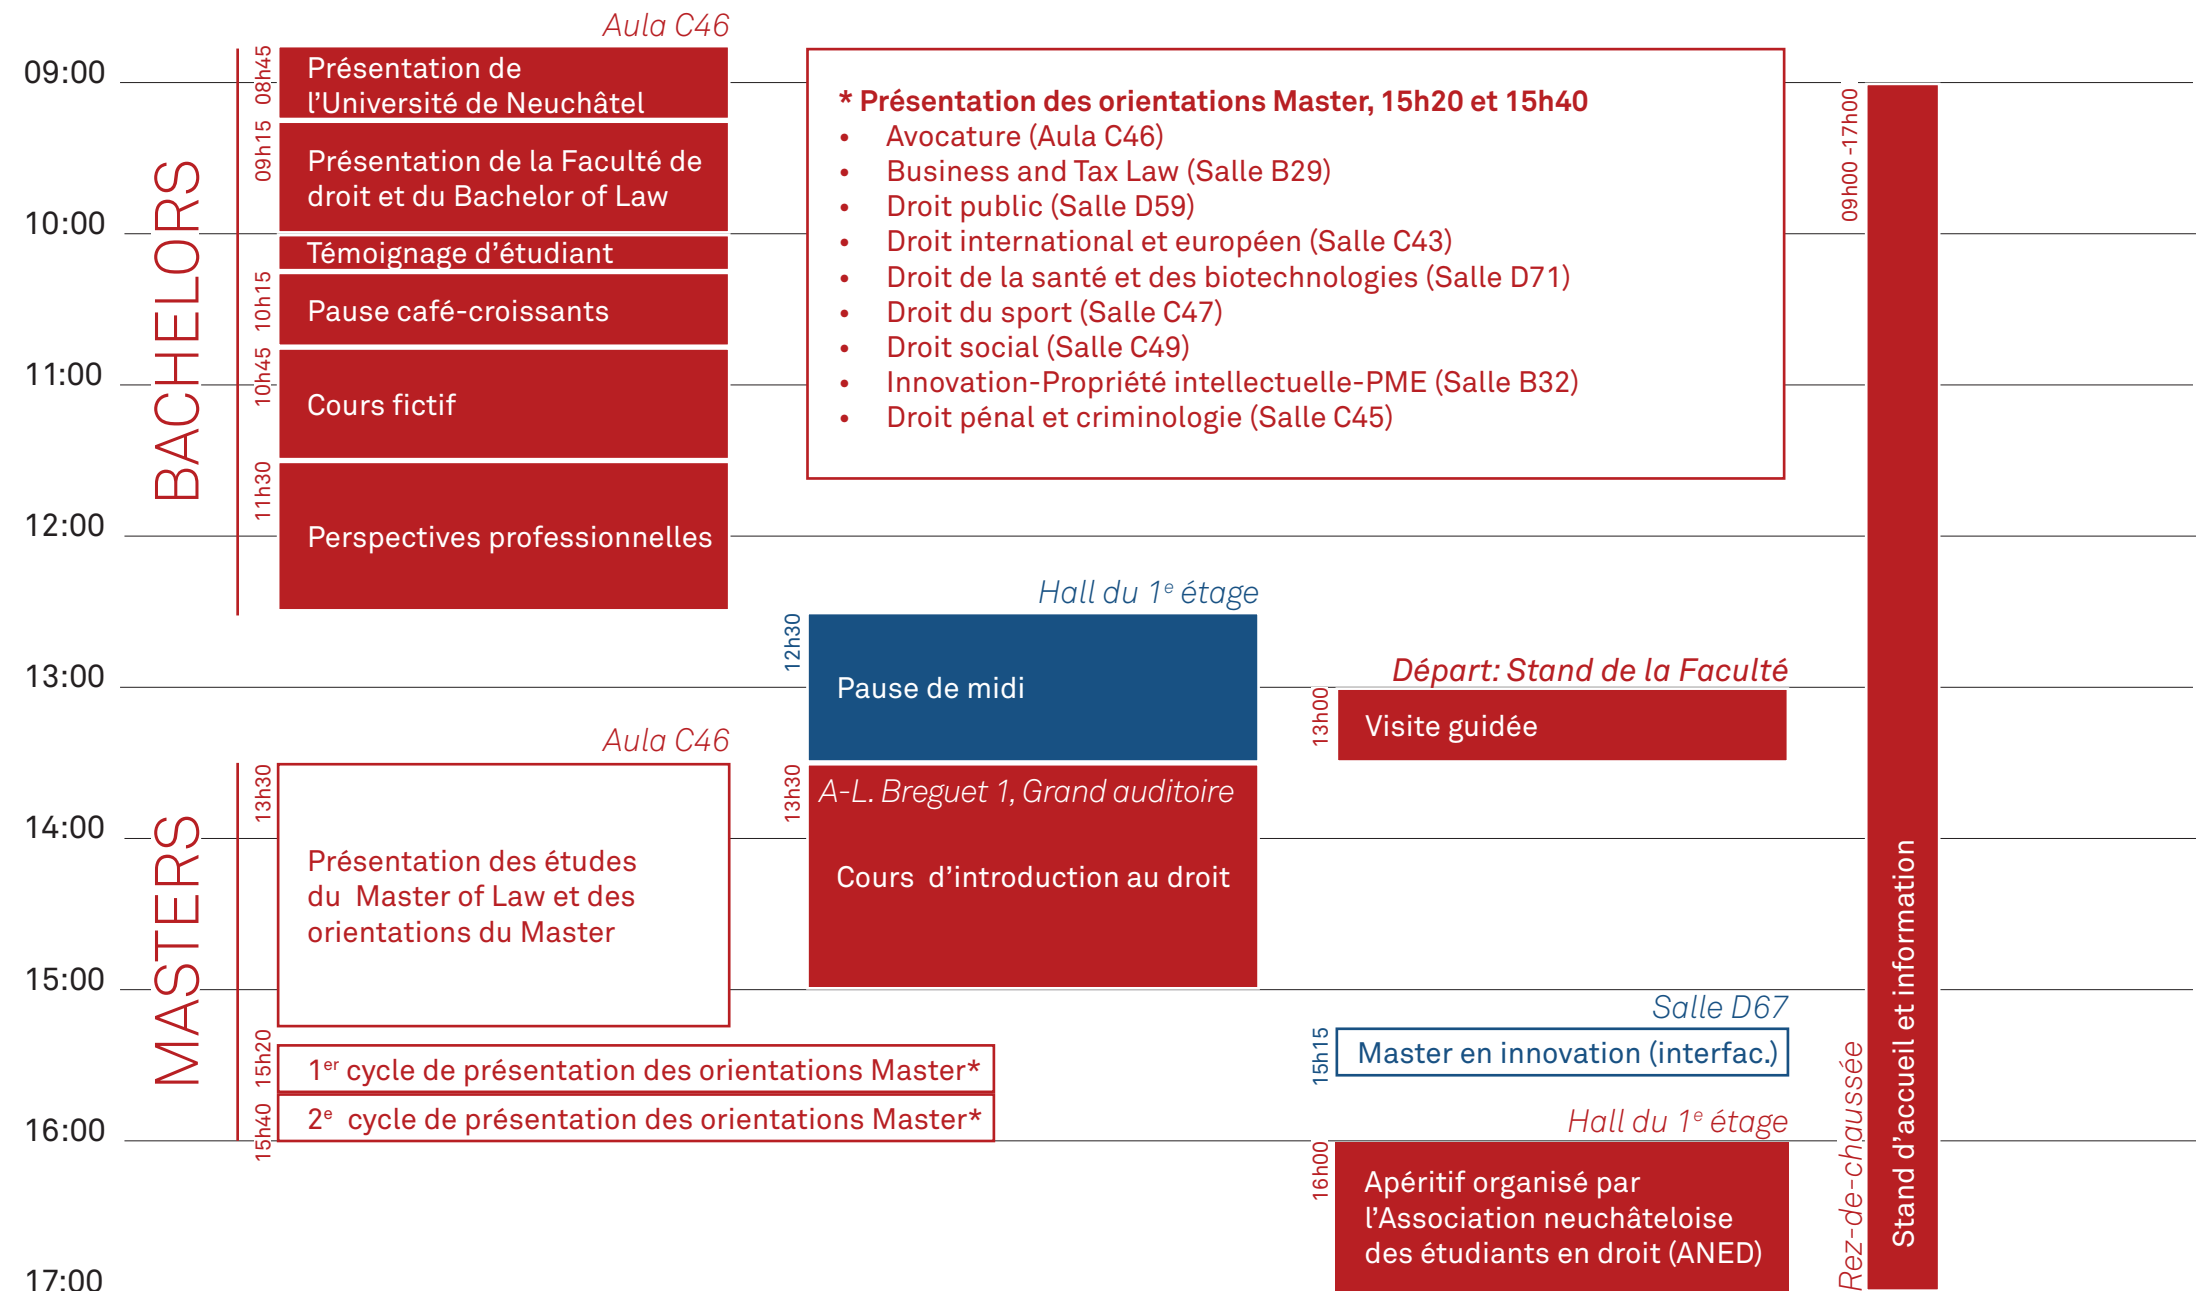 09:00
10:00
11:00
12:00
13:00
14:00
15:00
16:00
17:00
BACHELORS
Aula C46
08h45
Présentation de
l'Université de Neuchâtel
09h15
Présentation de la Faculté de
droit et du Bachelor of Law
Témoignage d'étudiant
10h15
Pause café-croissants
10h45
Cours fictif
11h30
Perspectives professionnelles
* Présentation des orientations Master, 15h20 et 15h40
• Avocature (Aula C46)
• Business and Tax Law (Salle B29)
• Droit public (Salle D59)
• Droit international et européen (Salle C43)
• Droit de la santé et des biotechnologies (Salle D71)
• Droit du sport (Salle C47)
• Droit social (Salle C49)
• Innovation-Propriété intellectuelle-PME (Salle B32)
• Droit pénal et criminologie (Salle C45)
Hall du 1e étage
12h30
Pause de midi
Départ: Stand de la Faculté
13h00
Visite guidée
MASTERS
Aula C46
13h30
Présentation des études
du Master of Law et des
orientations du Master
13h30
A-L. Breguet 1, Grand auditoire
Cours d'introduction au droit
15h20
1er cycle de présentation des orientations Master*
15h40
2e cycle de présentation des orientations Master*
Salle D67
15h15
Master en innovation (interfac.)
Hall du 1e étage
16h00
Apéritif organisé par
l'Association neuchâteloise
des étudiants en droit (ANED)
09h00 -17h00
Rez-de-chaussée
Stand d'accueil et information